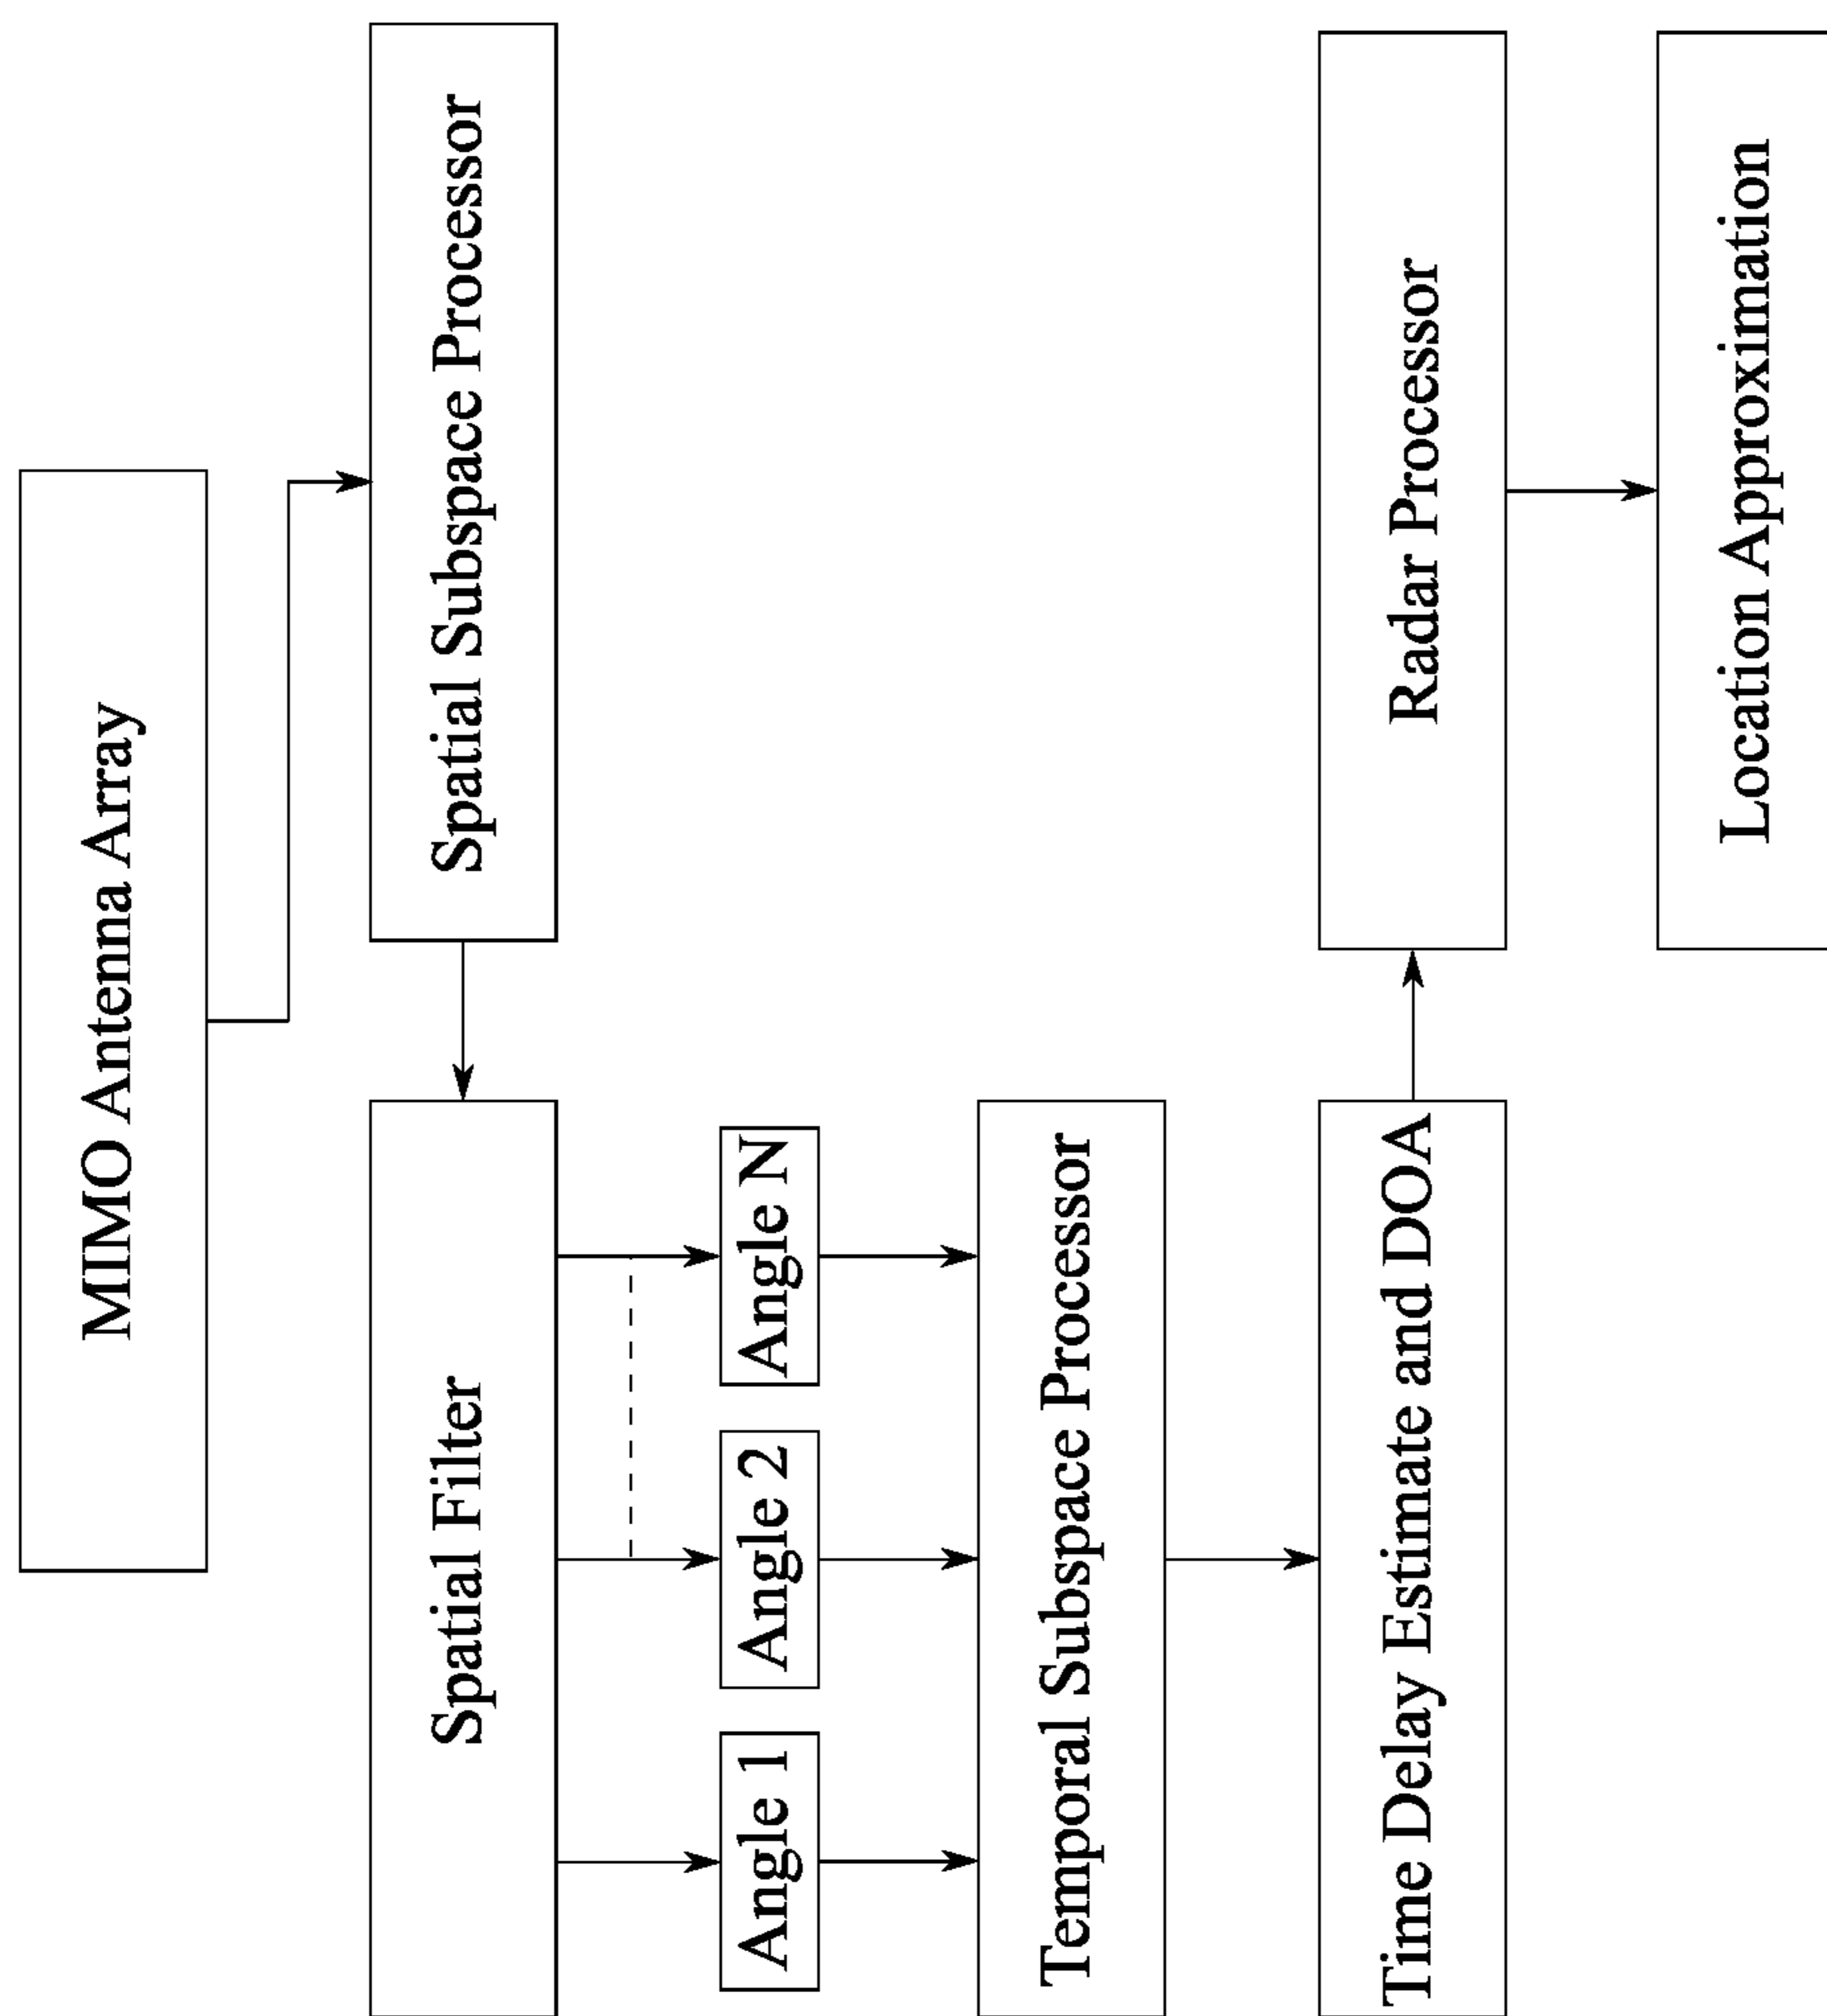 MIMO Antenna Array
Spatial Subspace Processor
Spatial Filter
Angle 1
Angle 2
Angle N
Temporal Subspace Processor
Time Delay Estimate and DOA
Radar Processor
Location Approximation